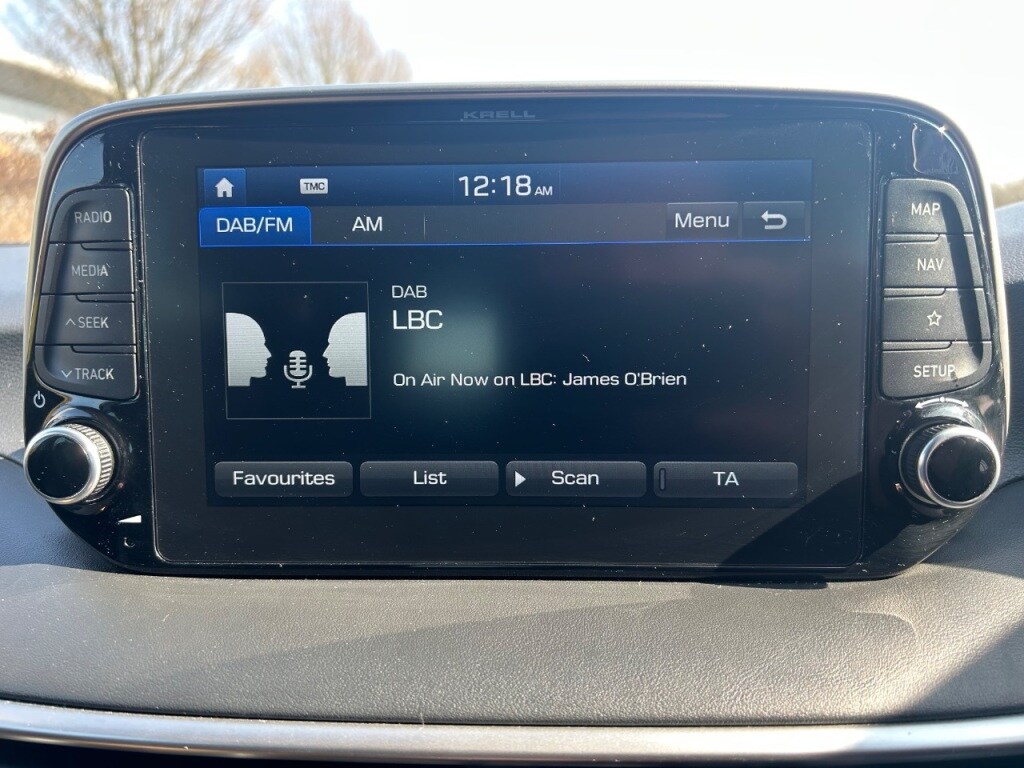 KRELL
TMC
12:18 AM
DAB/FM AM Menu
RADIO
MEDIA
SEEK
TRACK
DAB
LBC
On Air Now on LBC: James O'Brien
Favourites List Scan TA
MAP
NAV
SETUP